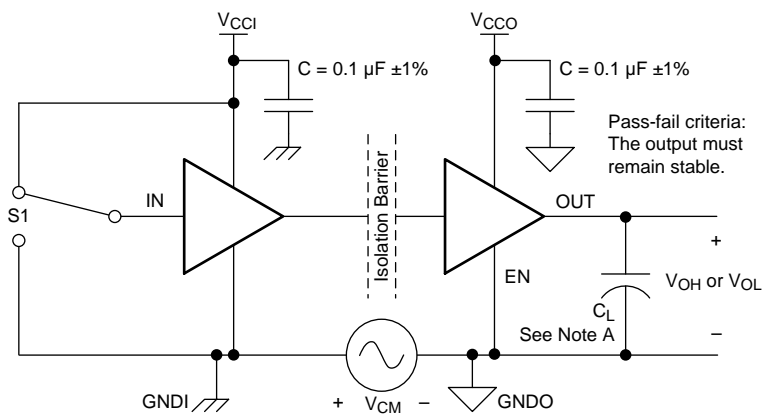 VCCI
VCCO
C = 0.1 µF ±1%
C = 0.1 µF ±1%
Pass-fail criteria:
The output must
remain stable.
S1
IN
Isolation Barrier
OUT
EN
+
VOH or VOL
–
CL
See Note A
GNDI
+ VCM –
GNDO